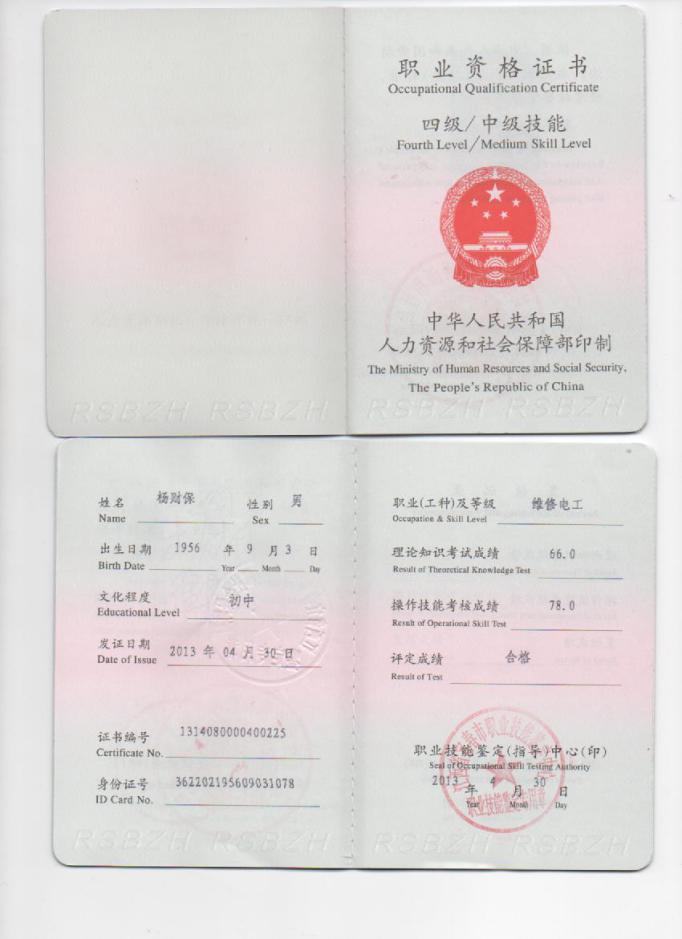 职业资格证书
Occupational Qualification Certificate
四级/中级技能
Fourth Level/Medium Skill Level
中华人民共和国
人力资源和社会保障部印制
The Ministry of Human Resources and Social Security,
The People's Republic of China
RSBZH RSBZH RSBZH RSBZH
姓名 杨财保 性别 男
Name Sex
出生日期 1956 年 9 月 3 日
Birth Date Year Month Day
文化程度 初中
Educational Level
发证日期 2013 年 04 月 30 日
Date of Issue
证书编号 1314080000400225
Certificate No.
身份证号 362202195609031078
ID Card No.
职业(工种)及等级 维修电工
Occupation & Skill Level
理论知识考试成绩 66.0
Result of Theoretical Knowledge Test
操作技能考核成绩 78.0
Result of Operational Skill Test
评定成绩 合格
Result of Test
职业技能鉴定(指导)中心(印)
Seal of Occupational Skill Testing Authority
2013 年 4 月 30 日
Year Month Day
RSBZH RSBZH RSBZH RSBZH